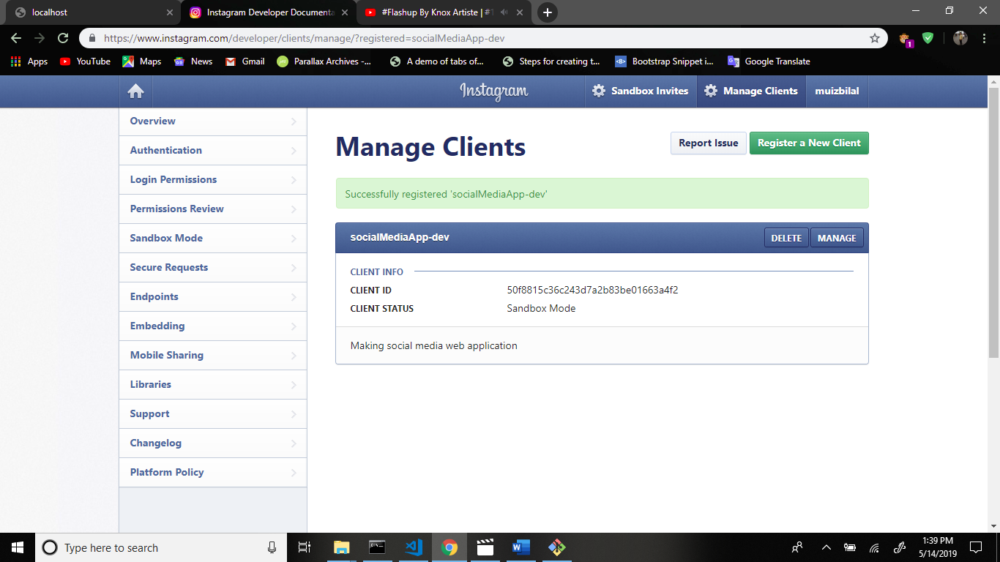 localhost
Instagram Developer Documenta
#Flashup By Knox Artiste | #1
https://www.instagram.com/developer/clients/manage/?registered=socialMediaApp-dev
1
Apps YouTube Maps News Gmail Parallax Archives -... A demo of tabs of... Steps for creating t... Bootstrap Snippet i... Google Translate
Instagram Sandbox Invites Manage Clients muizbilal
Overview
Authentication
Login Permissions
Permissions Review
Sandbox Mode
Secure Requests
Endpoints
Embedding
Mobile Sharing
Libraries
Support
Changelog
Platform Policy
Manage Clients
Report Issue
Register a New Client
Successfully registered 'socialMediaApp-dev'
socialMediaApp-dev
DELETE MANAGE
CLIENT INFO
CLIENT ID 50f8815c36c243d7a2b83be01663a4f2
CLIENT STATUS Sandbox Mode
Making social media web application
Type here to search
1:39 PM
5/14/2019